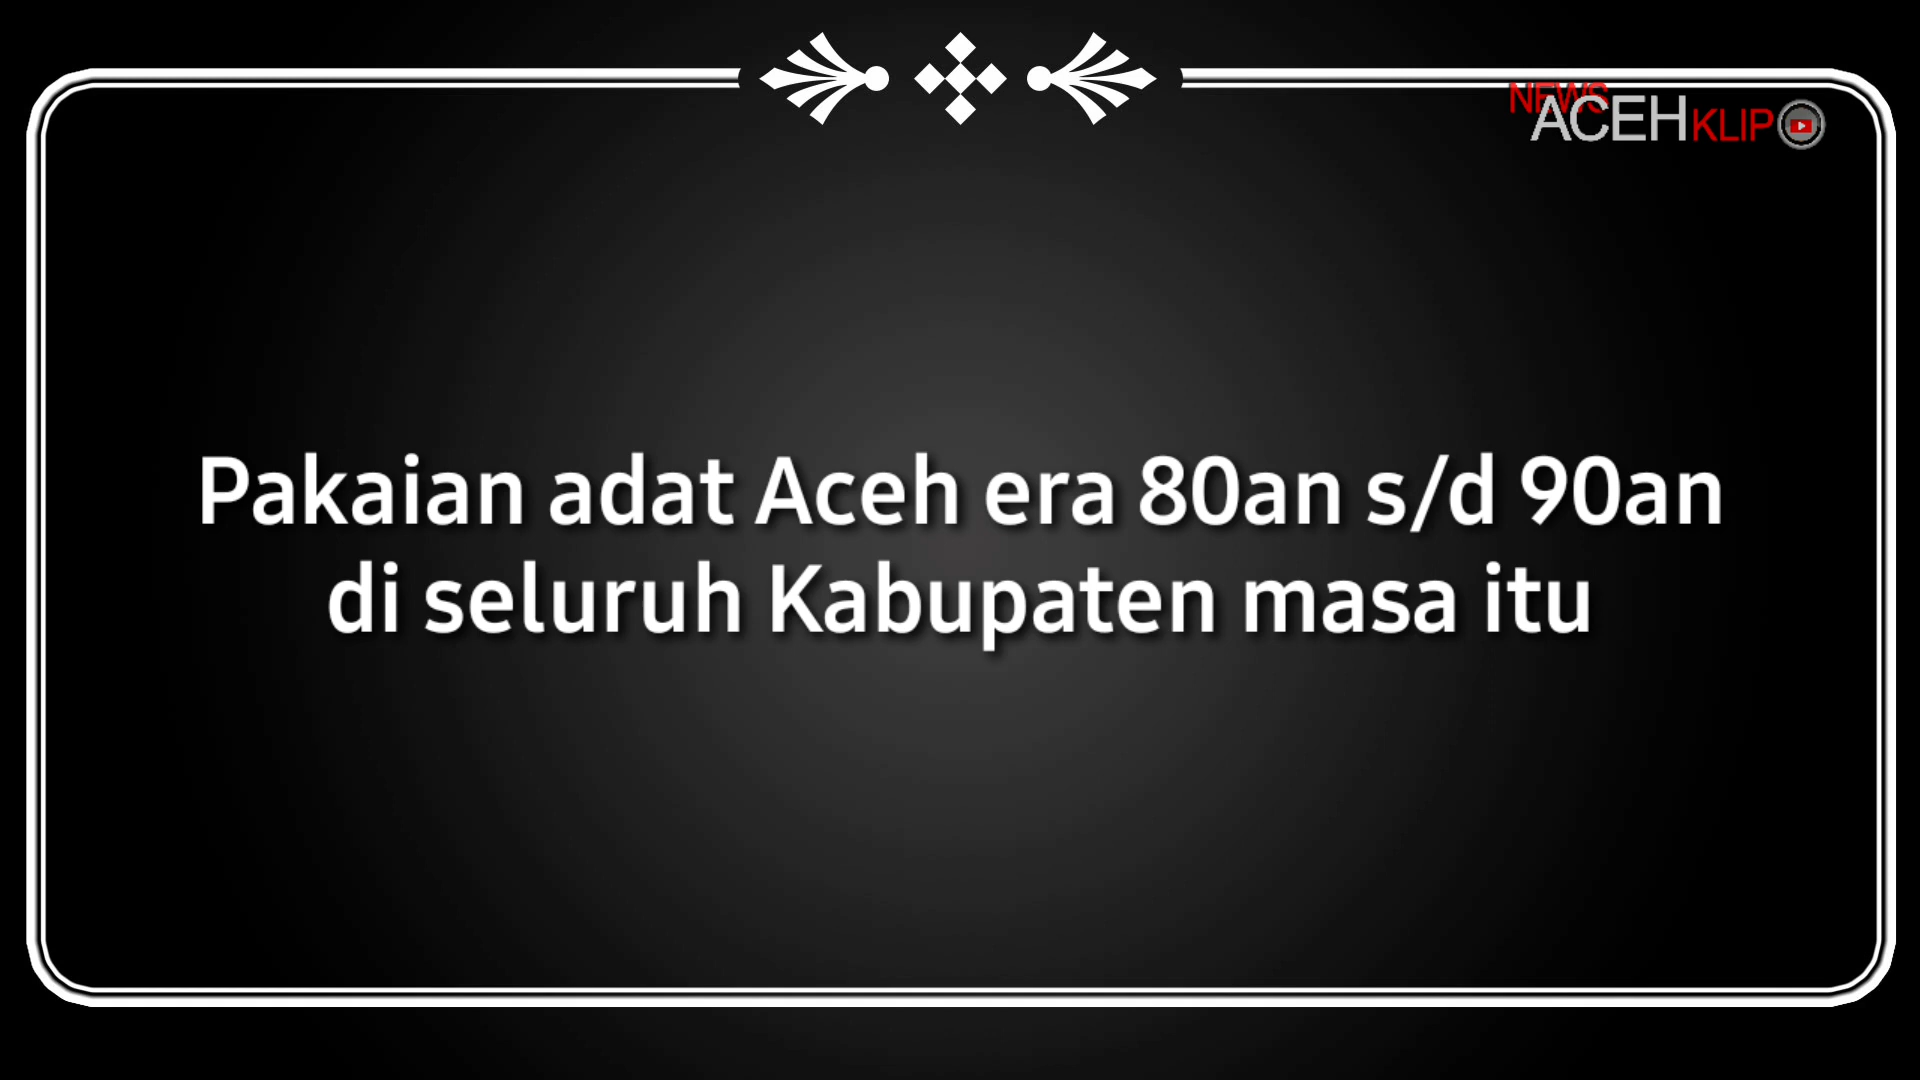 NEWS
ACEH KLIP
Pakaian adat Aceh era 80an s/d 90an
di seluruh Kabupaten masa itu